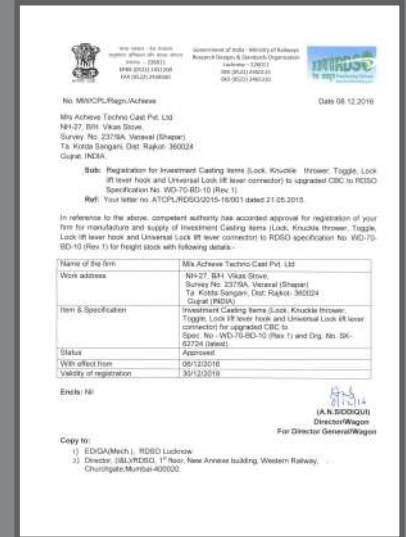 भारत सरकार - रेल मंत्रालय
लखनऊ - 226011
Government of India - Ministry of Railways
Research Designs & Standards Organisation
Lucknow - 226011
No. MW/CPL/Regn./Achieve
Date 08.12.2016
M/s Achieve Techno Cast Pvt. Ltd
NH-27, B/H. Vikas Stove,
Survey. No. 237/9A, Veraval (Shapar)
Ta. Kotda Sangani, Dist: Rajkot- 360024
Gujrat, INDIA.
Sub: Registration for Investment Casting items (Lock, Knuckle thrower, Toggle, Lock
lift lever hook and Universal Lock lift lever connector) to upgraded CBC to RDSO
Specification No. WD-70-BD-10 (Rev.1).
Ref: Your letter no. ATCPL/RDSO/2015-16/001 dated 21.05.2015.
In reference to the above, competent authority has accorded approval for registration of your
firm for manufacture and supply of Investment Casting items (Lock, Knuckle thrower, Toggle,
Lock lift lever hook and Universal Lock lift lever connector) to RDSO specification No. WD-70-
BD-10 (Rev.1) for freight stock with following details:-
Name of the firm
M/s Achieve Techno Cast Pvt. Ltd
Work address
NH-27, B/H. Vikas Stove,
Survey No. 237/9A, Veraval (Shapar)
Ta. Kotda Sangani, Dist: Rajkot- 360024
Gujrat (INDIA)
Item & Specification
Investment Casting items (Lock, Knuckle thrower,
Toggle, Lock lift lever hook and Universal Lock lift lever
connector) for upgraded CBC to
Spec. No - WD-70-BD-10 (Rev.1) and Drg. No. SK-
62724 (latest)
Status
Approved
With effect from
08/12/2016
Validity of registration
30/12/2018
Encls: Nil
8/12/16
(A.N.SIDDIQUI)
Director/Wagon
For Director General/Wagon
Copy to:
1) ED/QA(Mech.), RDSO Lucknow
2) Director, (I&L)/RDSO, 1st floor, New Annexe building, Western Railway,
Churchgate,Mumbai-400020.